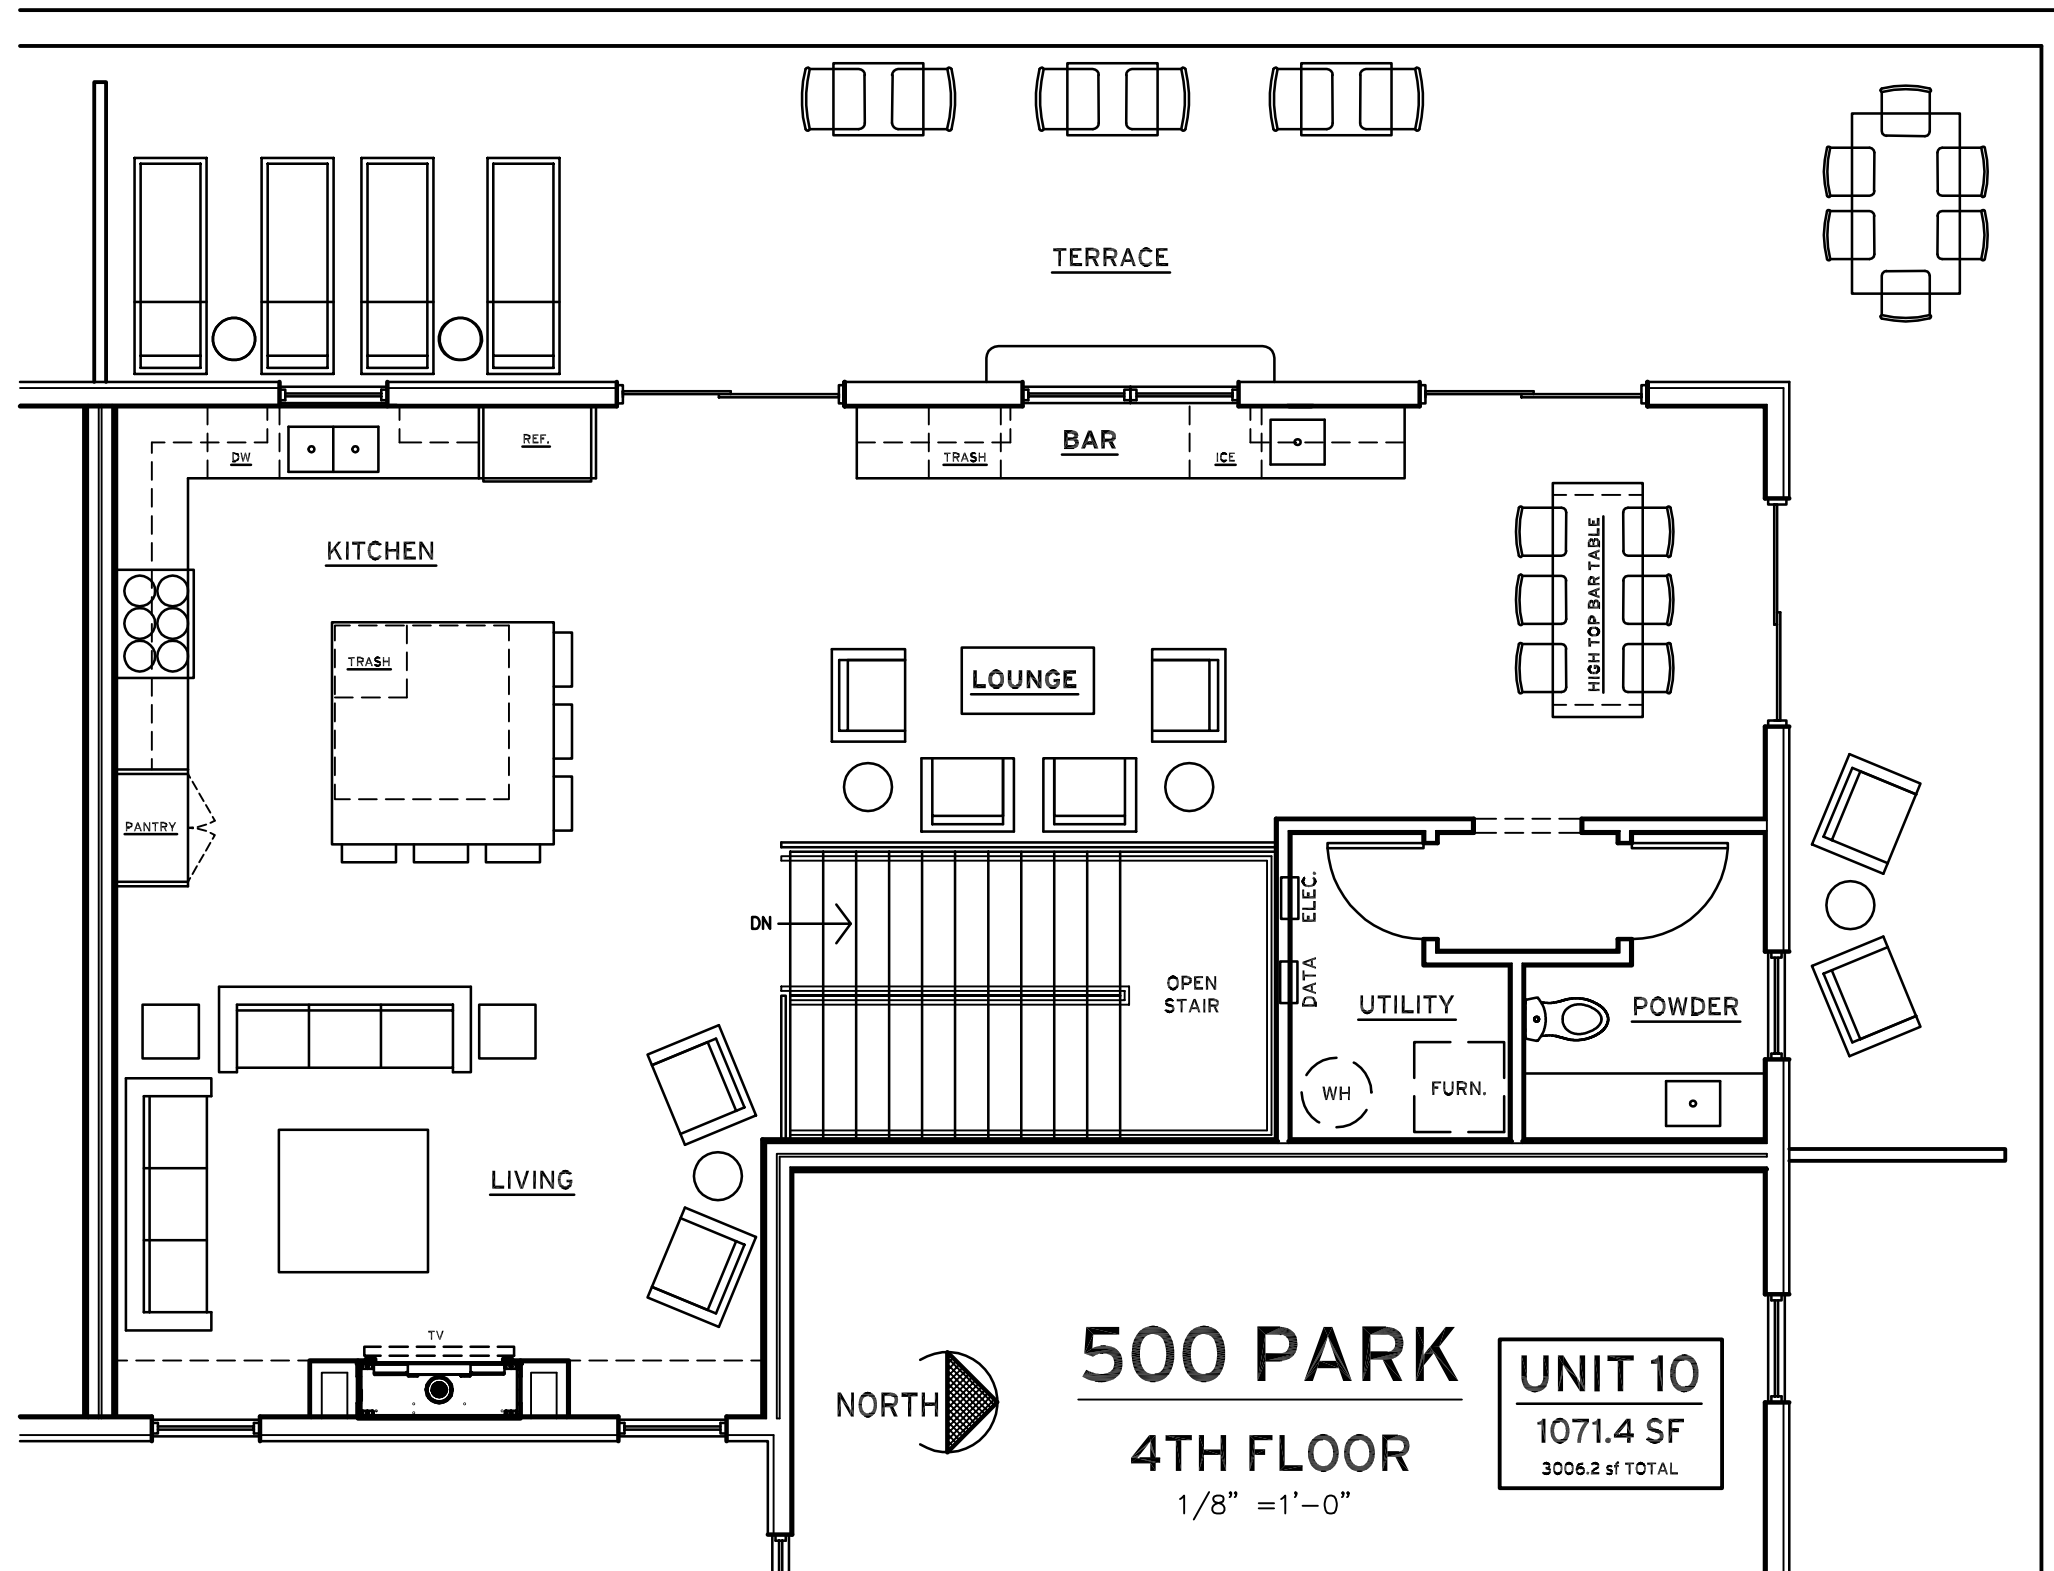 TERRACE
REF.
DW
TRASH
BAR
ICE
KITCHEN
HIGH TOP BAR TABLE
TRASH
LOUNGE
PANTRY
DN
ELEC.
DATA
OPEN
STAIR
UTILITY
POWDER
WH
FURN.
LIVING
TV
NORTH
500 PARK
4TH FLOOR
1/8" =1'-0"
UNIT 10
1071.4 SF
3006.2 sf TOTAL